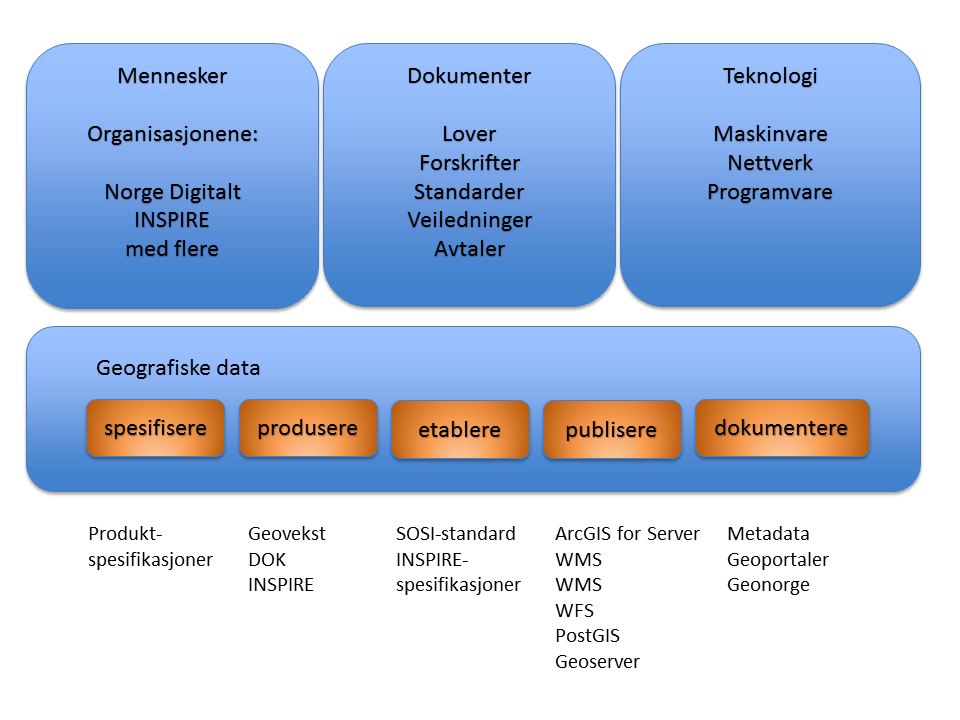 Mennesker
Organisasjonene:
Norge Digitalt
INSPIRE
med flere
Dokumenter
Lover
Forskrifter
Standarder
Veiledninger
Avtaler
Teknologi
Maskinvare
Nettverk
Programvare
Geografiske data
spesifisere
produsere
etablere
publisere
dokumentere
Produkt-
spesifikasjoner
Geovekst
DOK
INSPIRE
SOSI-standard
INSPIRE-
spesifikasjoner
ArcGIS for Server
WMS
WMS
WFS
PostGIS
Geoserver
Metadata
Geoportaler
Geonorge